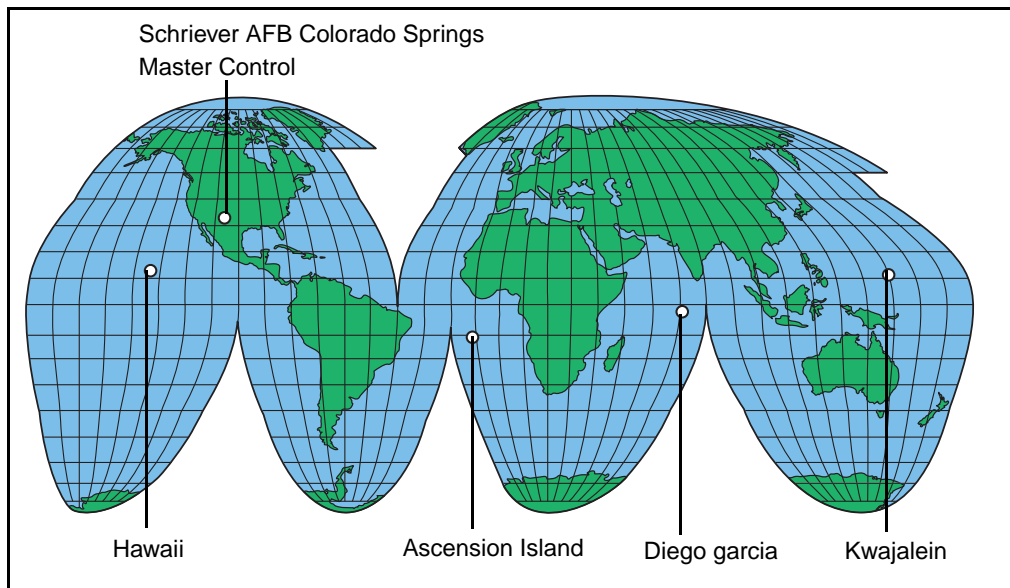 Schriever AFB Colorado Springs
Master Control
Hawaii
Ascension Island
Diego garcia
Kwajalein